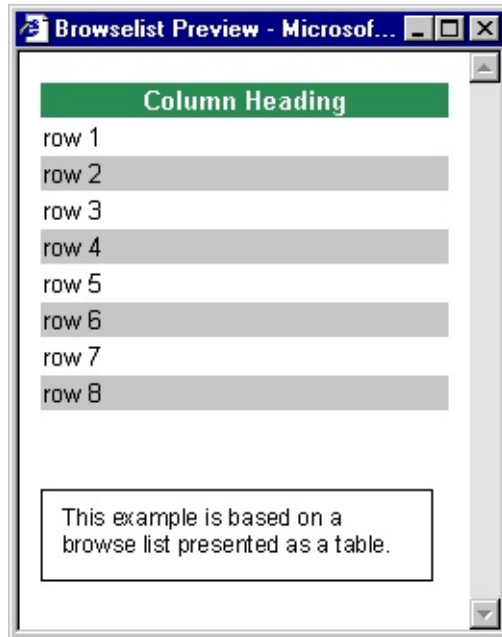 Browselist Preview - Microsof...
Column Heading
row 1
row 2
row 3
row 4
row 5
row 6
row 7
row 8
This example is based on a
browse list presented as a table.